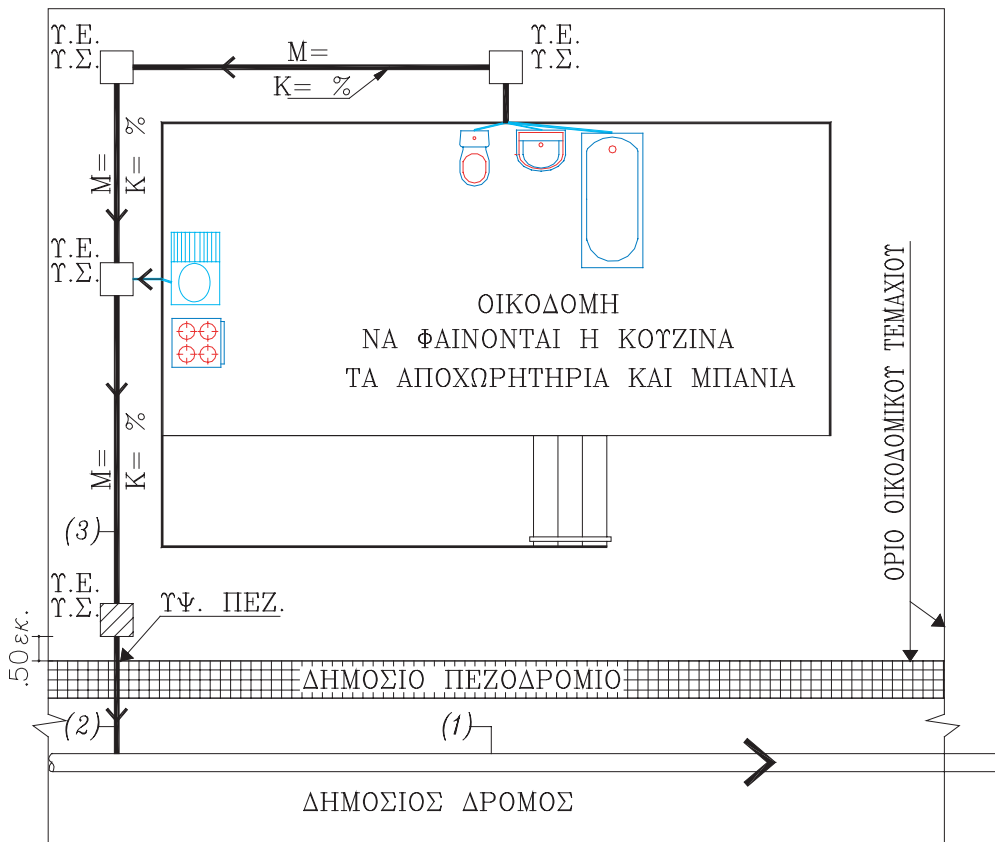 Υ.Ε.
Υ.Σ.
Μ=
Κ= %
Υ.Ε.
Υ.Σ.
Μ=
Κ= %
Υ.Ε.
Υ.Σ.
ΟΙΚΟΔΟΜΗ
ΝΑ ΦΑΙΝΟΝΤΑΙ Η ΚΟΥΖΙΝΑ
ΤΑ ΑΠΟΧΩΡΗΤΗΡΙΑ ΚΑΙ ΜΠΑΝΙΑ
ΟΡΙΟ ΟΙΚΟΔΟΜΙΚΟΥ ΤΕΜΑΧΙΟΥ
Μ=
Κ= %
(3)
Υ.Ε.
Υ.Σ.
ΥΨ. ΠΕΖ.
.50 εκ.
ΔΗΜΟΣΙΟ ΠΕΖΟΔΡΟΜΙΟ
(2)
(1)
ΔΗΜΟΣΙΟΣ ΔΡΟΜΟΣ